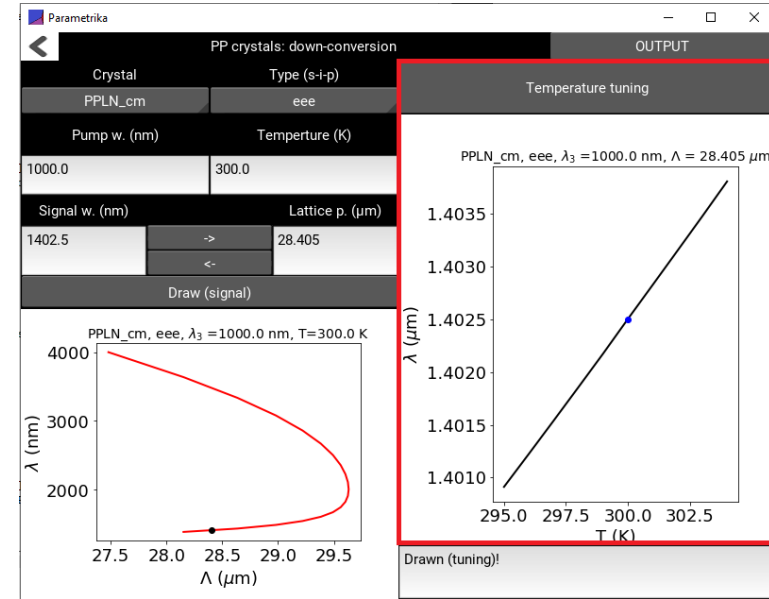 Parametrika
PP crystals: down-conversion
OUTPUT
Crystal
Type (s-i-p)
PPLN_cm
eee
Pump w. (nm)
Temperture (K)
1000.0
300.0
Signal w. (nm)
Lattice p. (μm)
1402.5
->
28.405
<-
Draw (signal)
PPLN_cm, eee, λ₃ =1000.0 nm, T=300.0 K
4000
3000
2000
λ (nm)
27.5 28.0 28.5 29.0 29.5
Λ (μm)
Temperature tuning
PPLN_cm, eee, λ₃ =1000.0 nm, Λ = 28.405 μm
1.4035
1.4030
1.4025
1.4020
1.4015
1.4010
λ (μm)
295.0 297.5 300.0 302.5
T (K)
Drawn (tuning)!